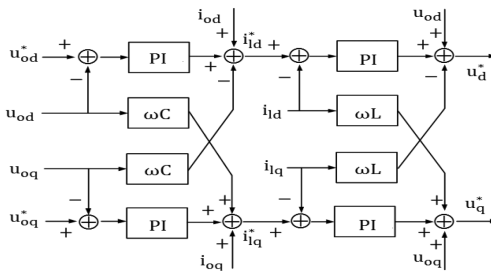 i_od u_od
u*_od + − PI + + − i*_ld + − PI + + − u*_d
u_od ωC i_ld ωL
u_oq ωC i_lq ωL
u*_oq − + PI + + + i*_lq − + PI + + + u*_q
i_oq u_oq